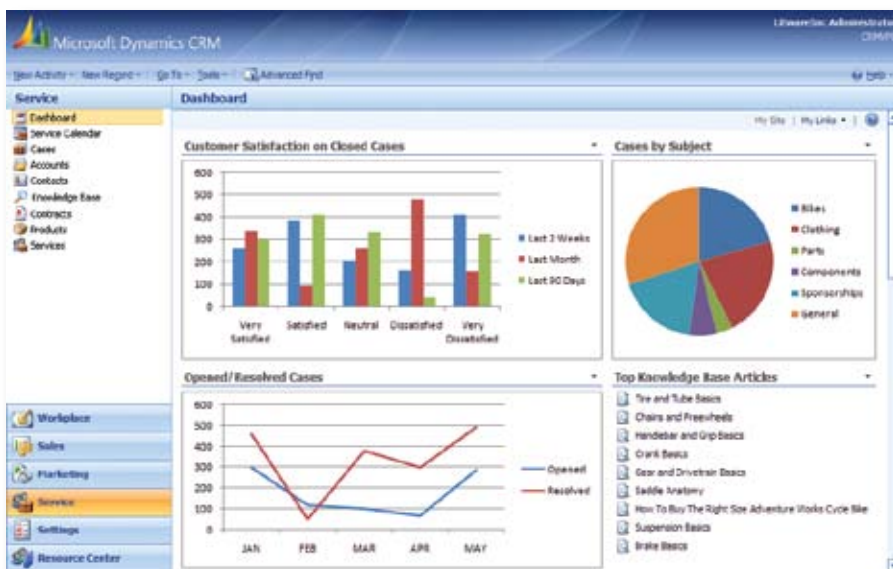 Microsoft Dynamics CRM
Litware Inc. Administrator
New Activity New Record Go To Tools Advanced Find
Help
Service
Dashboard
Service Calendar
Cases
Accounts
Contacts
Knowledge Base
Contracts
Products
Services
Workplace
Sales
Marketing
Service
Settings
Resource Center
Dashboard
My Site | My Links
Customer Satisfaction on Closed Cases
600
500
400
300
200
100
0
Very Satisfied
Satisfied
Neutral
Dissatisfied
Very Dissatisfied
Last 2 Weeks
Last Month
Last 90 Days
Cases by Subject
Bikes
Clothing
Parts
Components
Sponsorships
General
Opened/Resolved Cases
600
500
400
300
200
100
0
JAN FEB MAR APR MAY
Opened
Resolved
Top Knowledge Base Articles
Tire and Tube Basics
Chains and Freewheels
Handlebar and Grip Basics
Crank Basics
Gear and Drivetrain Basics
Saddle Anatomy
How To Buy The Right Size Adventure Works Cycle Bike
Suspension Basics
Brake Basics